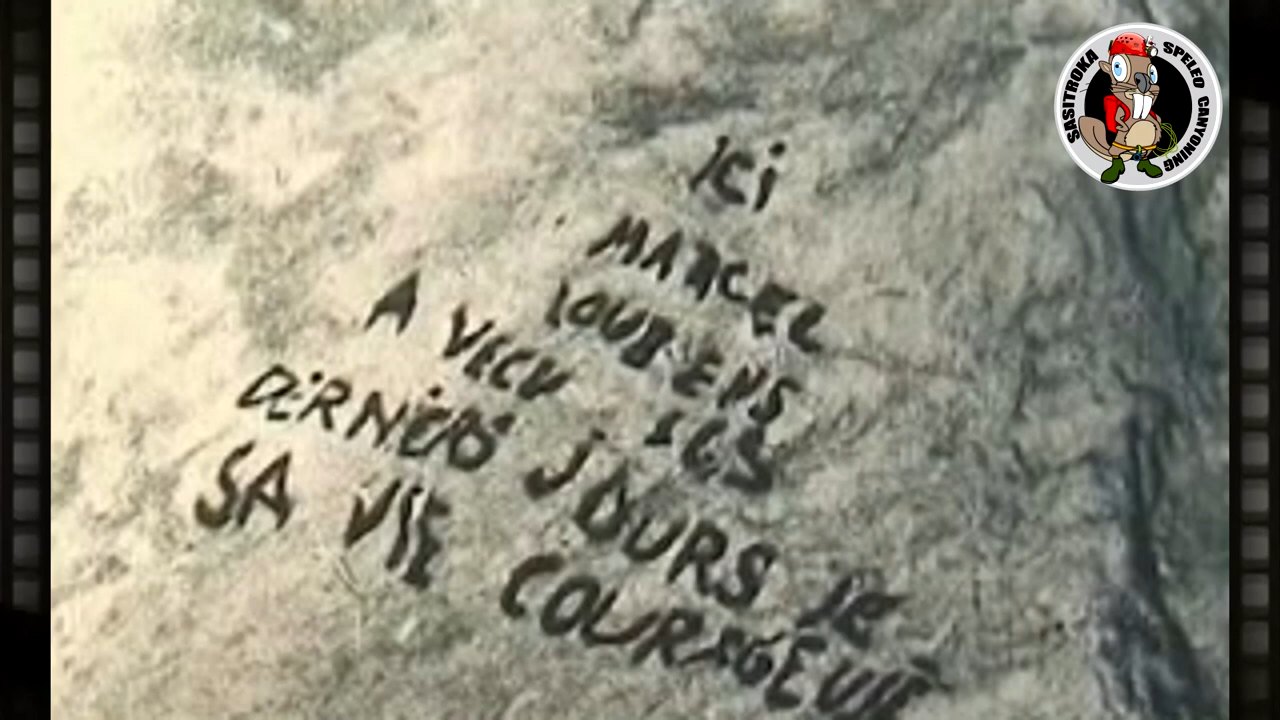 ICI
MARCEL
LOUBENS
A VECU LES
DERNIERS JOURS DE
SA VIE COURAGEUSE
SASITROKA SPELEO CANYONING